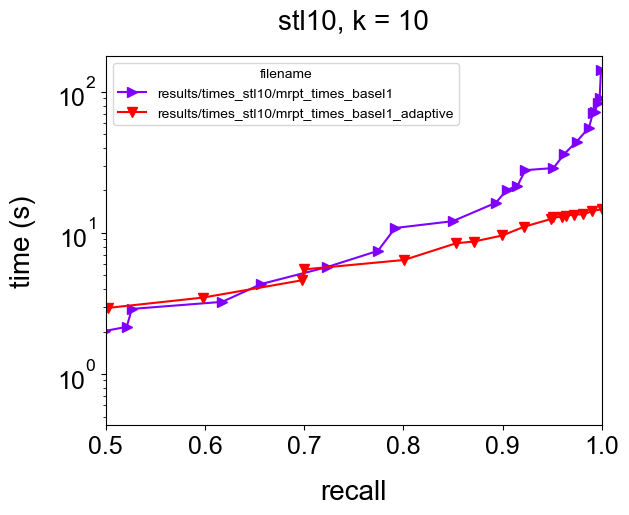 stl10, k = 10
filename
results/times_stl10/mrpt_times_basel1
results/times_stl10/mrpt_times_basel1_adaptive
time (s)
10²
10¹
10⁰
0.5 0.6 0.7 0.8 0.9 1.0
recall